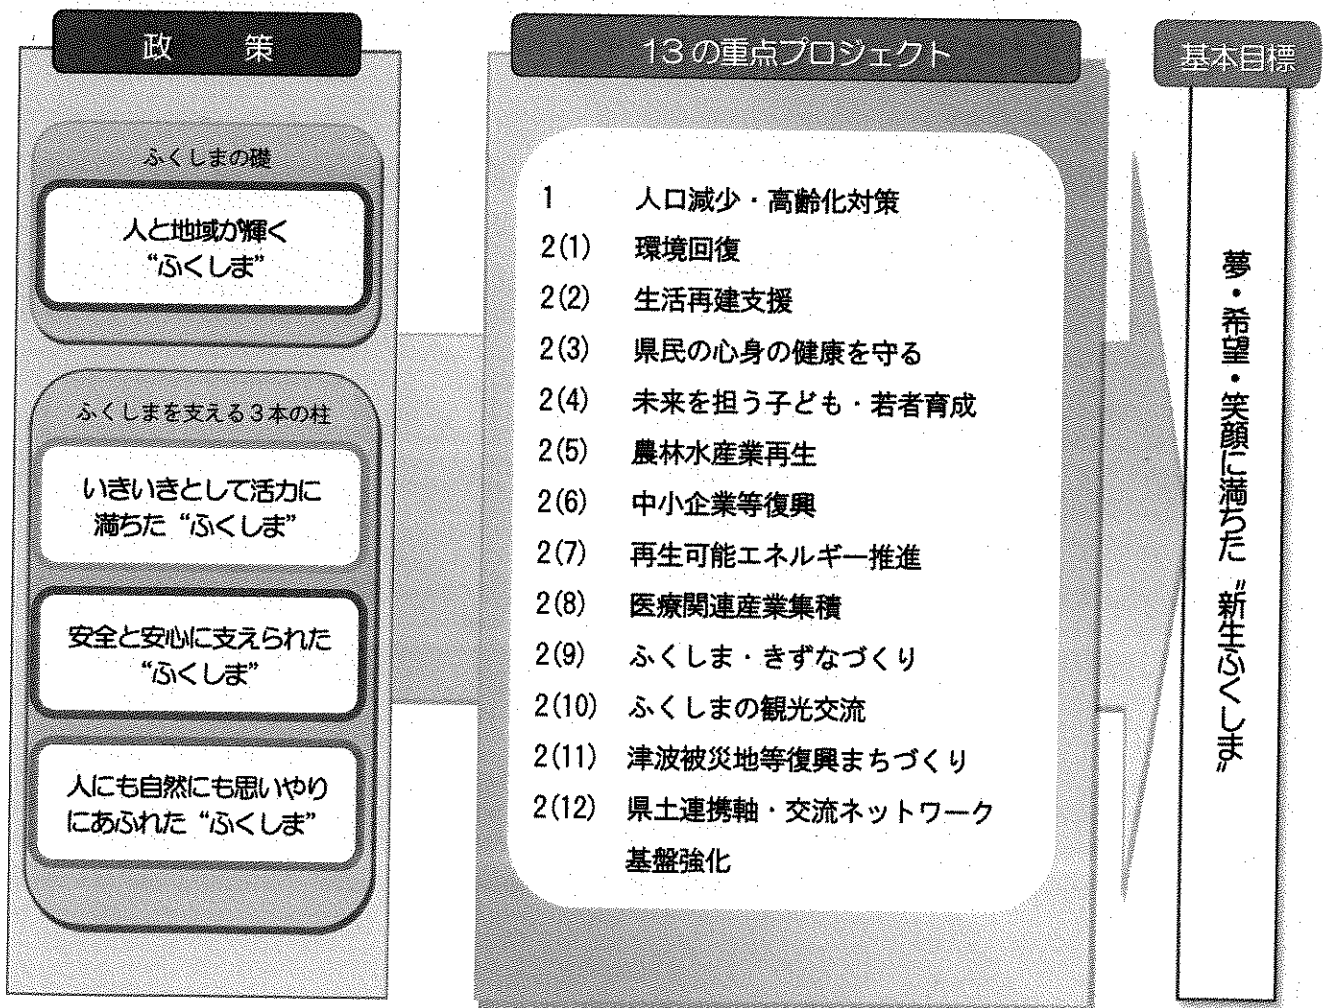 政　策
ふくしまの礎
人と地域が輝く
“ふくしま”
ふくしまを支える3本の柱
いきいきとして活力に
満ちた“ふくしま”
安全と安心に支えられた
“ふくしま”
人にも自然にも思いやり
にあふれた“ふくしま”
13の重点プロジェクト
1　人口減少・高齢化対策
2(1)　環境回復
2(2)　生活再建支援
2(3)　県民の心身の健康を守る
2(4)　未来を担う子ども・若者育成
2(5)　農林水産業再生
2(6)　中小企業等復興
2(7)　再生可能エネルギー推進
2(8)　医療関連産業集積
2(9)　ふくしま・きずなづくり
2(10)　ふくしまの観光交流
2(11)　津波被災地等復興まちづくり
2(12)　県土連携軸・交流ネットワーク
基盤強化
基本目標
夢・希望・笑顔に満ちた“新生ふくしま”